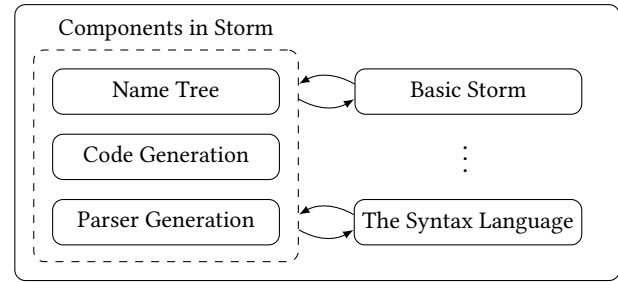 Components in Storm
Name Tree
Basic Storm
Code Generation
⋮
Parser Generation
The Syntax Language